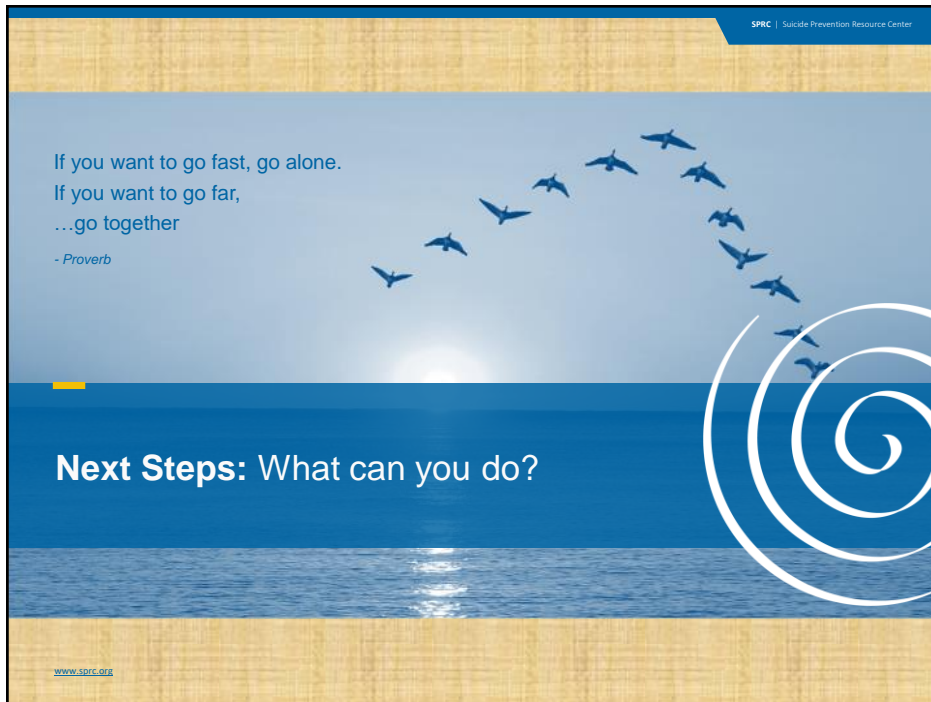 SPRC | Suicide Prevention Resource Center
If you want to go fast, go alone.
If you want to go far,
…go together
- Proverb
Next Steps: What can you do?
www.sprc.org